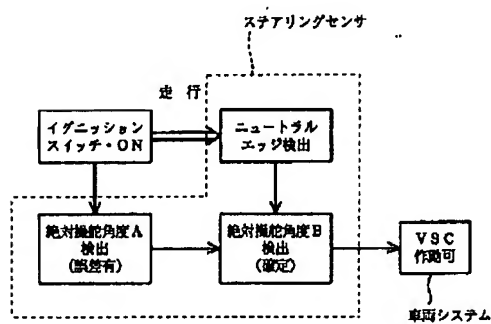 ステアリングセンサ
走 行
イグニッション
スイッチ・ON
ニュートラル
エッジ検出
絶対操舵角度A
検出
(誤差有)
絶対操舵角度B
検出
(確定)
VSC
作動可
車両システム